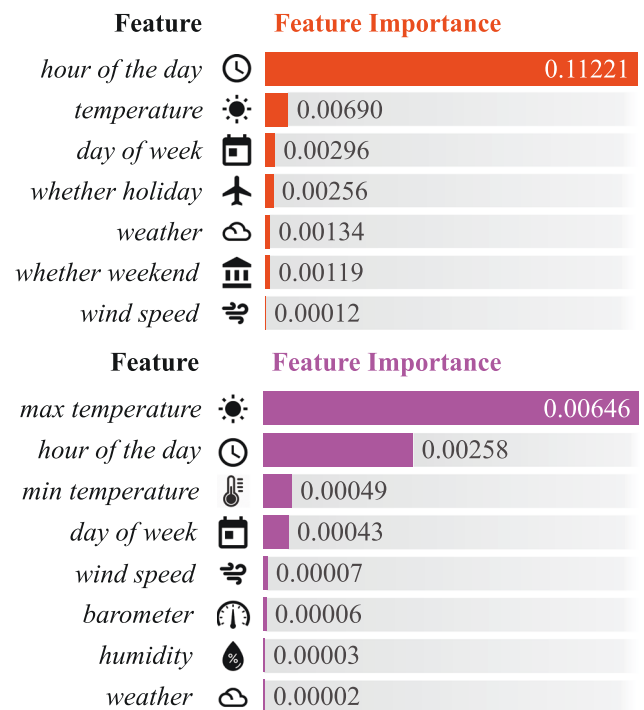 Feature Feature Importance
hour of the day 0.11221
temperature 0.00690
day of week 0.00296
whether holiday 0.00256
weather 0.00134
whether weekend 0.00119
wind speed 0.00012
Feature Feature Importance
max temperature 0.00646
hour of the day 0.00258
min temperature 0.00049
day of week 0.00043
wind speed 0.00007
barometer 0.00006
humidity % 0.00003
weather 0.00002